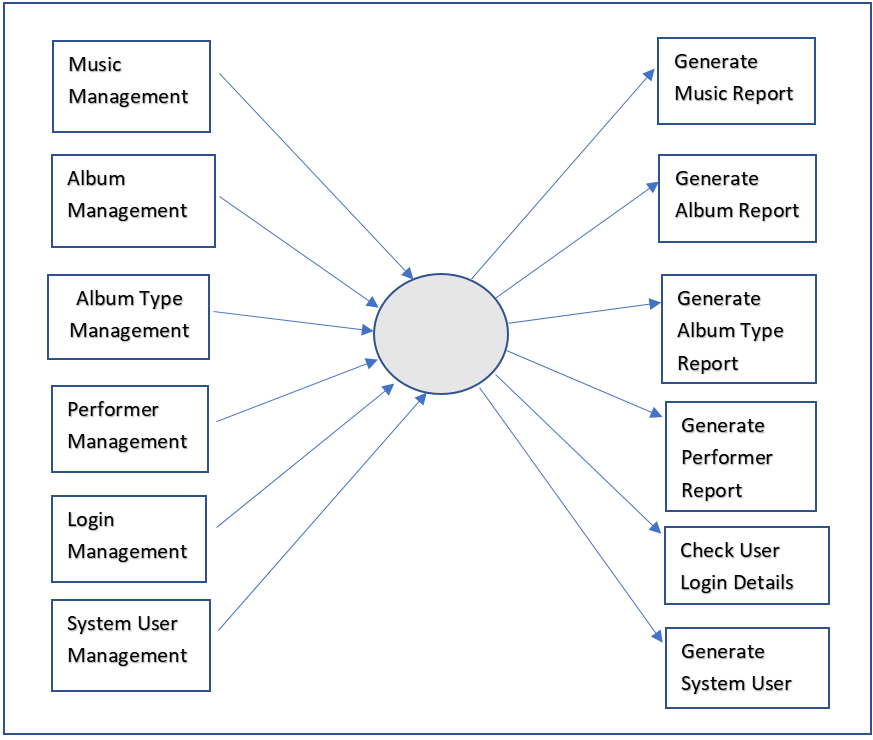 Music
Management
Album
Management
Album Type
Management
Performer
Management
Login
Management
System User
Management
Generate
Music Report
Generate
Album Report
Generate
Album Type
Report
Generate
Performer
Report
Check User
Login Details
Generate
System User